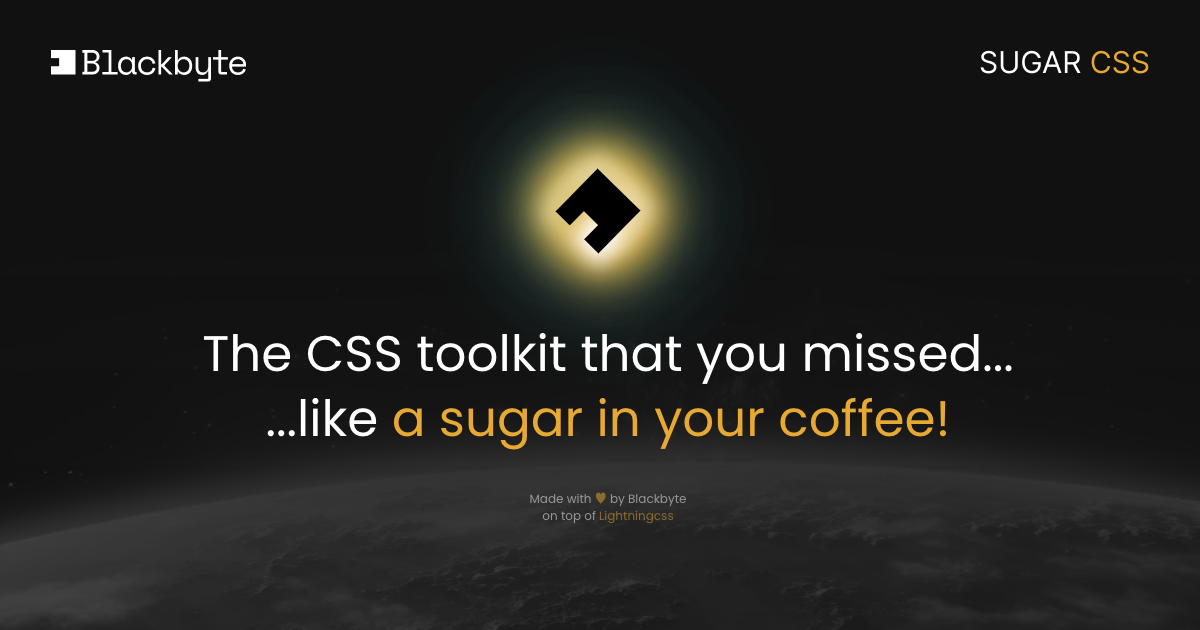 Blackbyte
SUGAR CSS
The CSS toolkit that you missed...
...like a sugar in your coffee!
Made with ♥ by Blackbyte
on top of Lightningcss